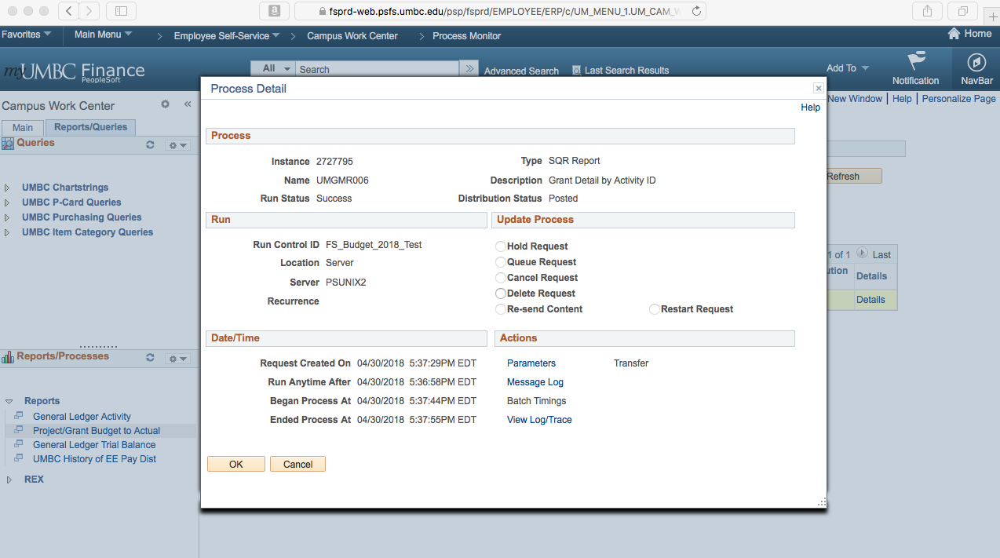 fsprd-web.psfs.umbc.edu/psp/fsprd/EMPLOYEE/ERP/c/UM_MENU_1.UM_CAM_
Favorites
Main Menu
Employee Self-Service
Campus Work Center
Process Monitor
Home
myUMBC Finance
PeopleSoft
All
Search
Advanced Search
Last Search Results
Add To
Notification
NavBar
New Window | Help | Personalize Page
Campus Work Center
Main
Reports/Queries
Queries
UMBC Chartstrings
UMBC P-Card Queries
UMBC Purchasing Queries
UMBC Item Category Queries
Reports/Processes
Reports
General Ledger Activity
Project/Grant Budget to Actual
General Ledger Trial Balance
UMBC History of EE Pay Dist
REX
Process Detail
Help
Process
Instance 2727795
Type SQR Report
Name UMGMR006
Description Grant Detail by Activity ID
Run Status Success
Distribution Status Posted
Run
Run Control ID FS_Budget_2018_Test
Location Server
Server PSUNIX2
Recurrence
Update Process
Hold Request
Queue Request
Cancel Request
Delete Request
Re-send Content
Restart Request
Date/Time
Request Created On 04/30/2018 5:37:29PM EDT
Run Anytime After 04/30/2018 5:36:58PM EDT
Began Process At 04/30/2018 5:37:44PM EDT
Ended Process At 04/30/2018 5:37:55PM EDT
Actions
Parameters
Transfer
Message Log
Batch Timings
View Log/Trace
OK
Cancel
Refresh
1 of 1
Last
ution
Details
Details